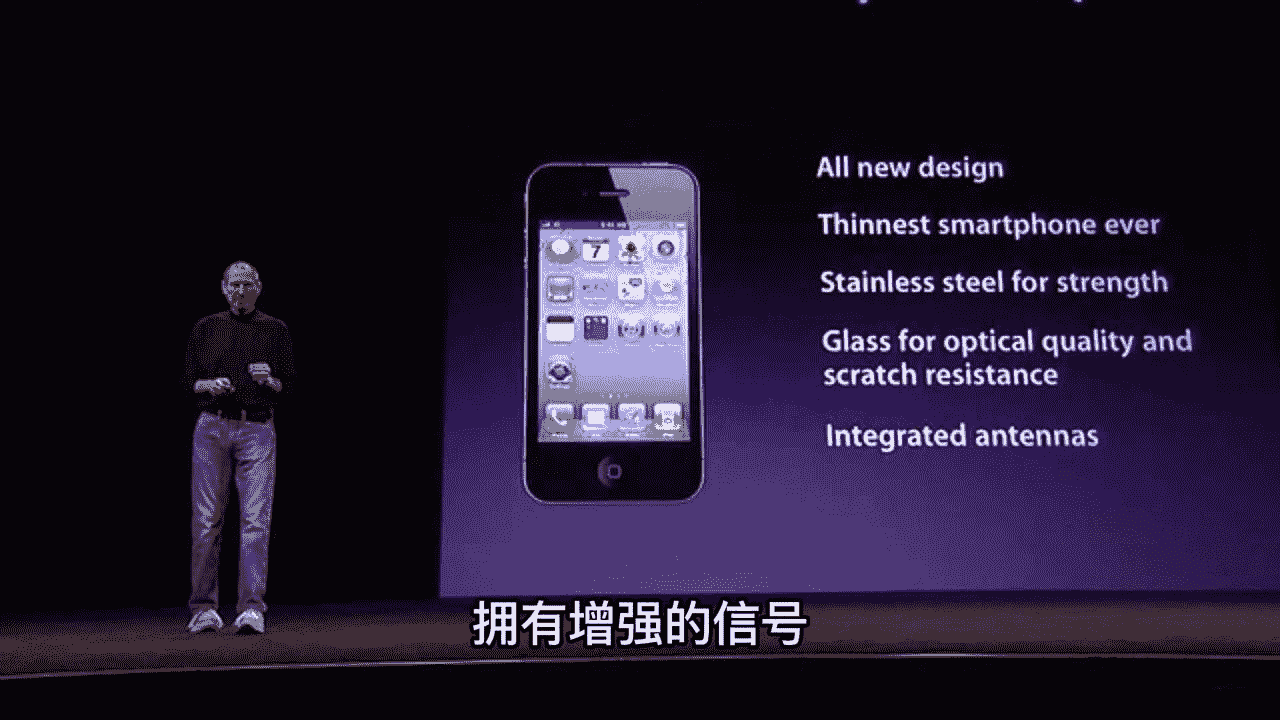 All new design
Thinnest smartphone ever
Stainless steel for strength
Glass for optical quality and
scratch resistance
Integrated antennas
7
拥有增强的信号